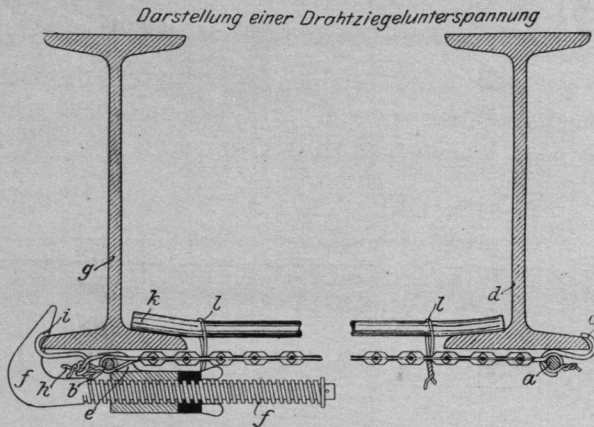 Darstellung einer Drahtziegelunterspannung
g
d
k
l
l
i
c
f
h
b
e
a
f